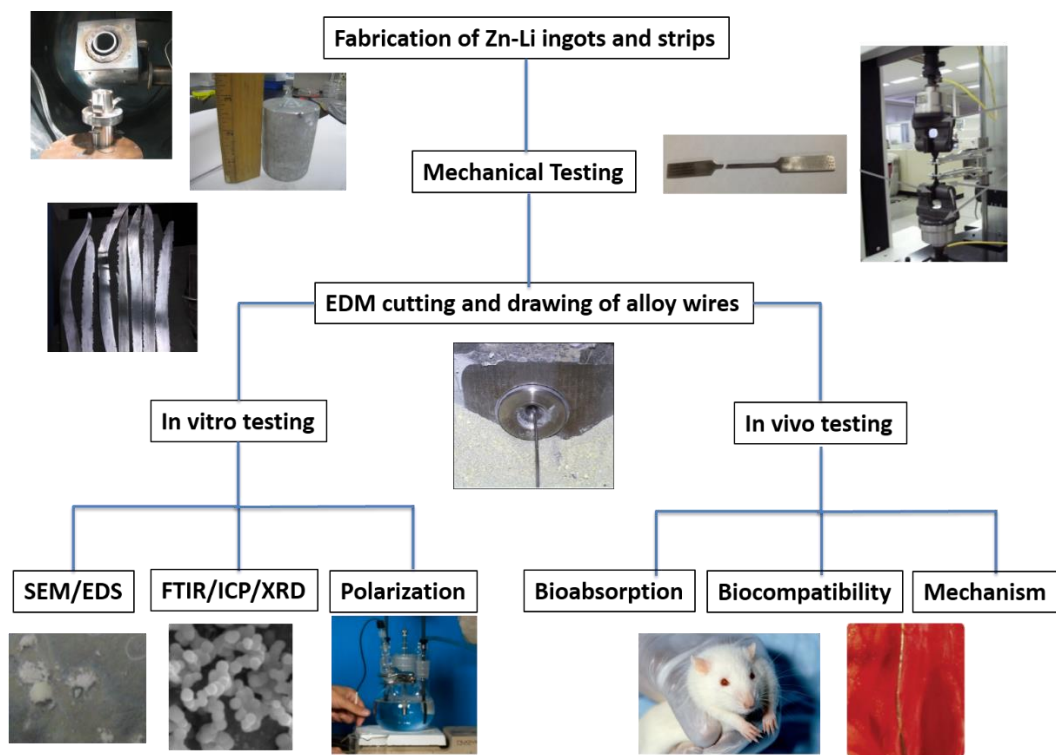 Fabrication of Zn-Li ingots and strips
Mechanical Testing
EDM cutting and drawing of alloy wires
In vitro testing
In vivo testing
SEM/EDS
FTIR/ICP/XRD
Polarization
Bioabsorption
Biocompatibility
Mechanism